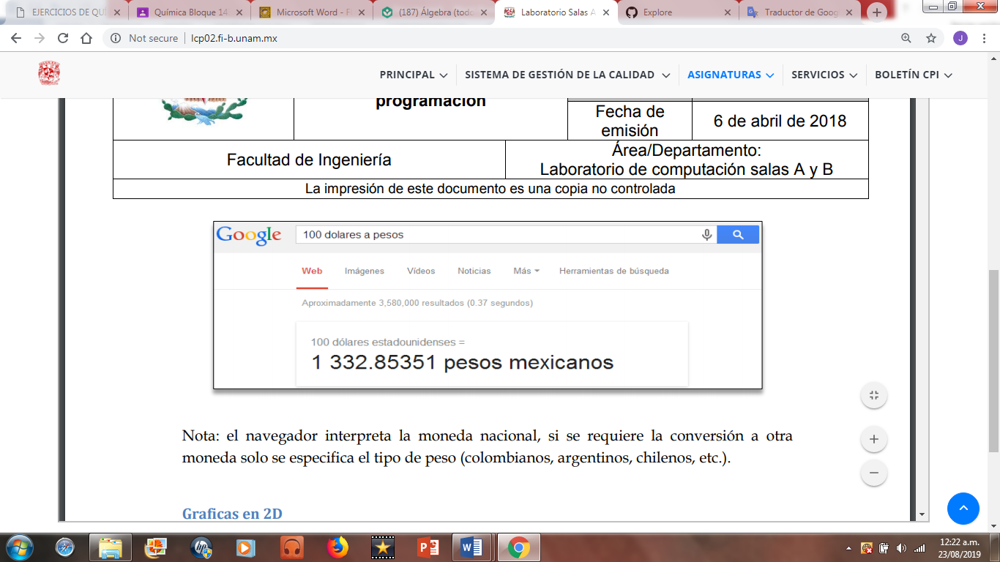 EJERCICIOS DE QU
Química Bloque 14
Microsoft Word - F
(187) Álgebra (todo
Laboratorio Salas A
Explore
Traductor de Goog
Not secure | lcp02.fi-b.unam.mx
J
PRINCIPAL
SISTEMA DE GESTIÓN DE LA CALIDAD
ASIGNATURAS
SERVICIOS
BOLETÍN CPI
programación
Fecha de
emisión
6 de abril de 2018
Facultad de Ingeniería
Área/Departamento:
Laboratorio de computación salas A y B
La impresión de este documento es una copia no controlada
Google
100 dolares a pesos
Web
Imágenes
Vídeos
Noticias
Más
Herramientas de búsqueda
Aproximadamente 3,580,000 resultados (0.37 segundos)
100 dólares estadounidenses =
1 332.85351 pesos mexicanos
Nota: el navegador interpreta la moneda nacional, si se requiere la conversión a otra
moneda solo se especifica el tipo de peso (colombianos, argentinos, chilenos, etc.).
Graficas en 2D
12:22 a.m.
23/08/2019